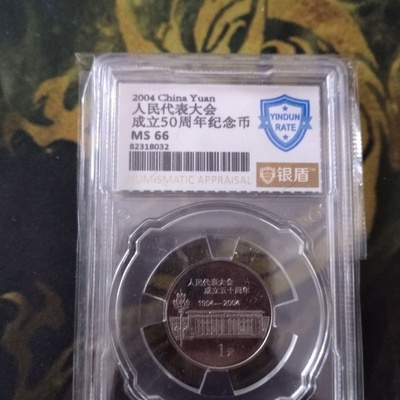 2004 China Yuan
人民代表大会
成立50周年纪念币
MS 66
82318032
YINDUN
RATE
NUMISMATIC APPRAISAL
银盾
人民代表大会
成立五十周年
1954—2004
1元